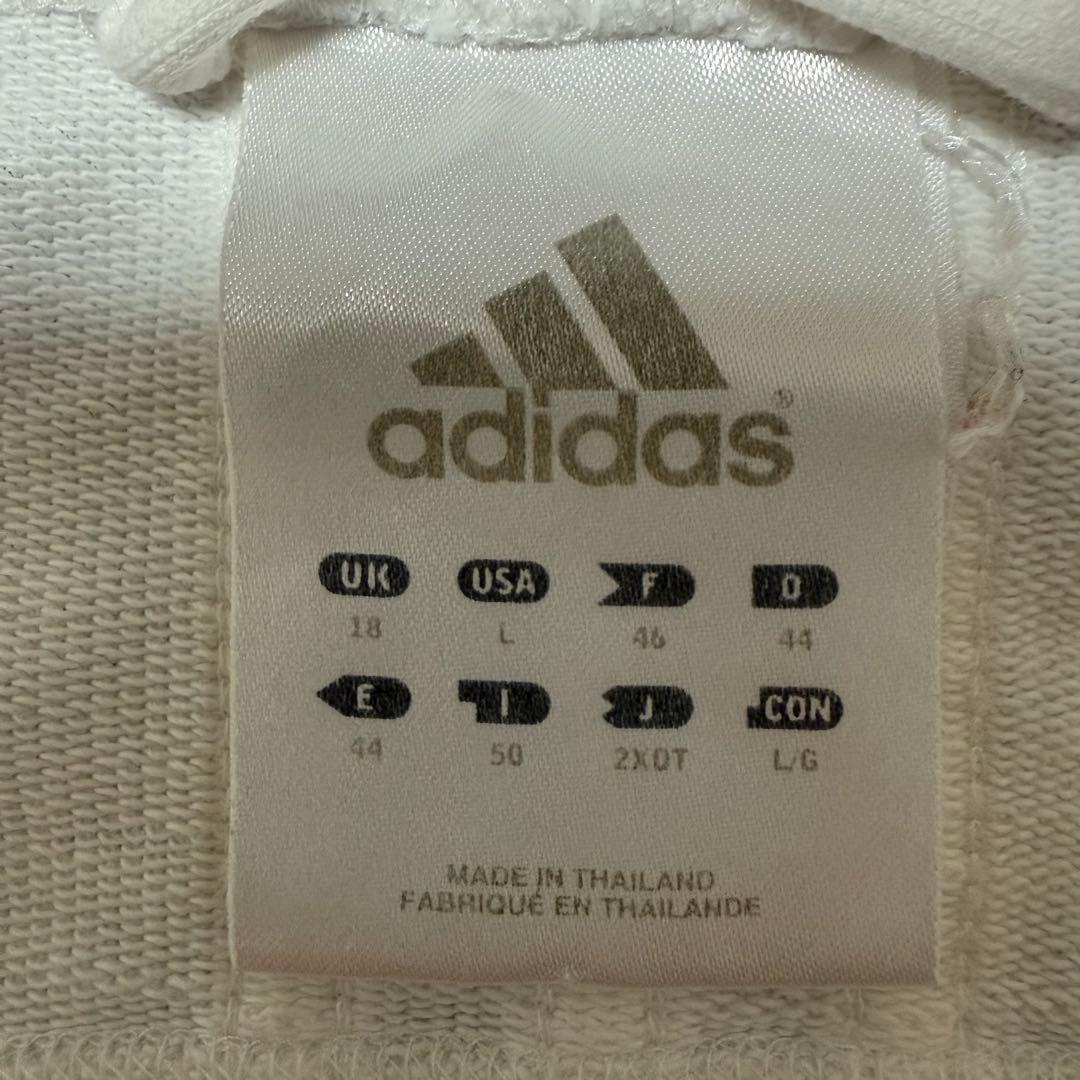 adidas®
UK USA F D
18 L 46 44
E I J CON
44 50 2XOT L/G
MADE IN THAILAND
FABRIQUÉ EN THAILANDE